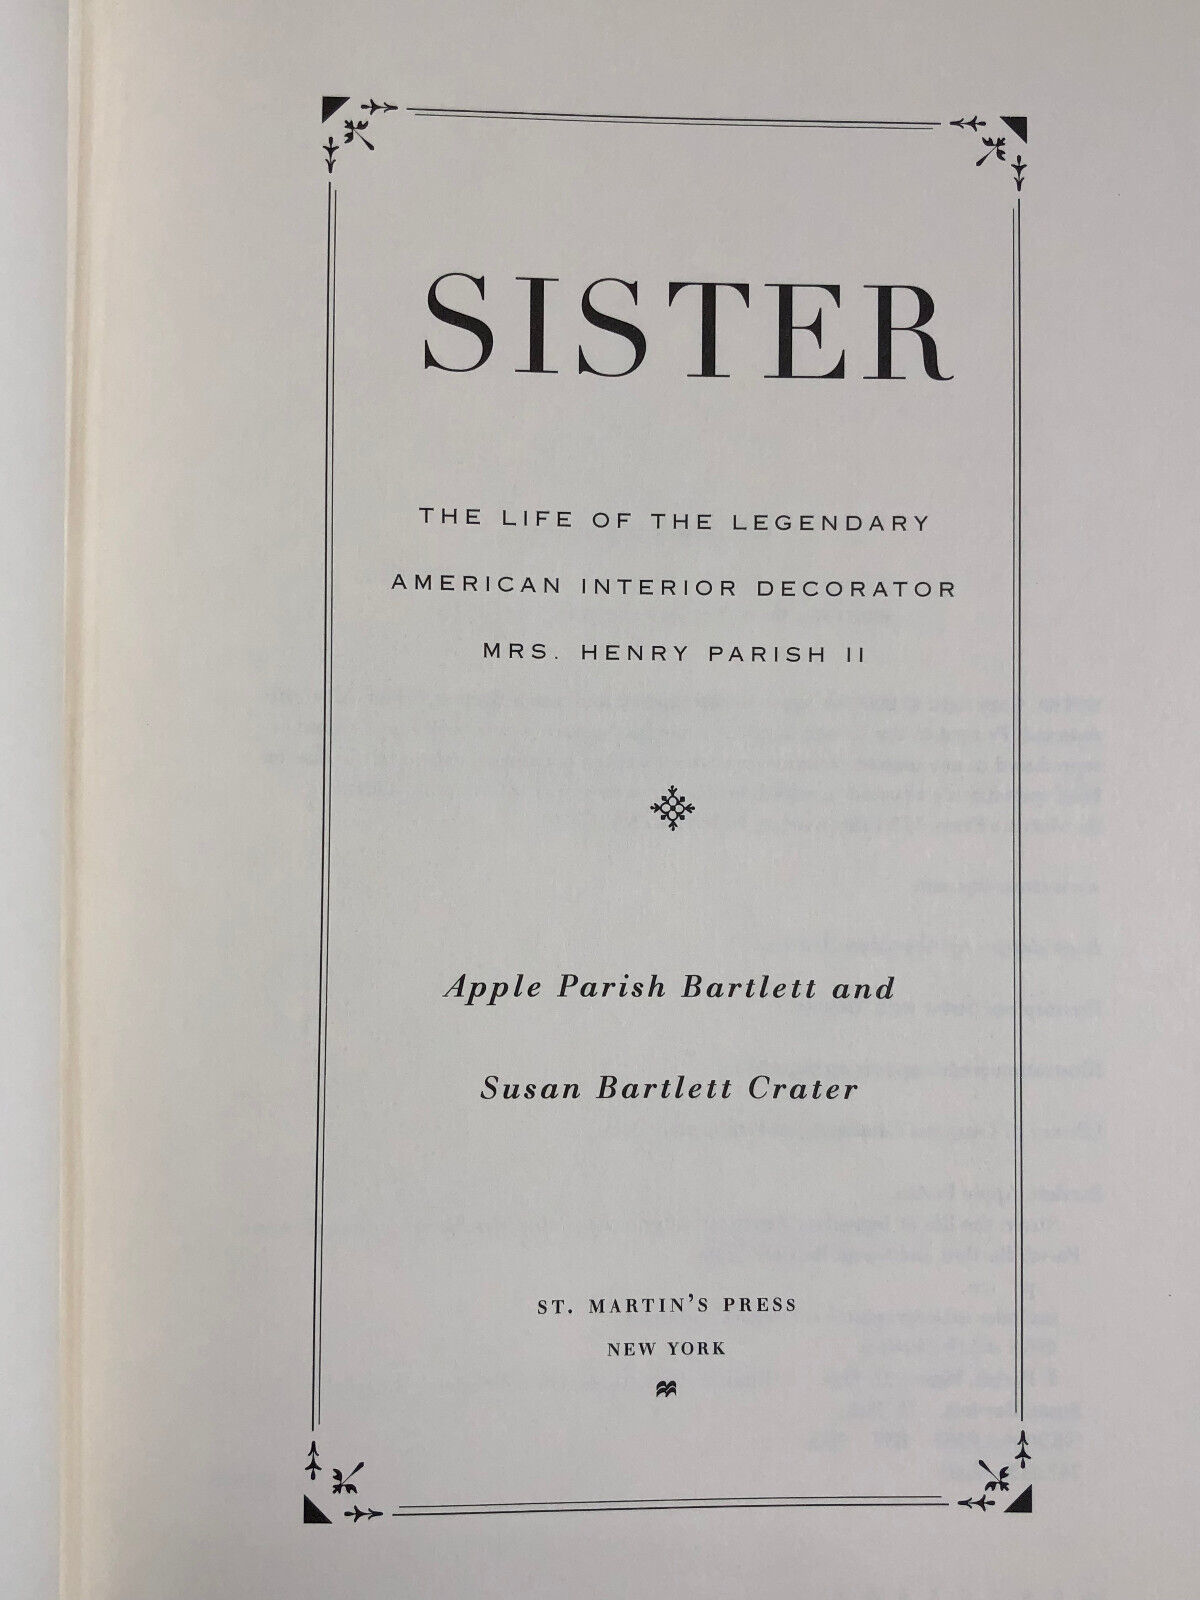 SISTER
THE LIFE OF THE LEGENDARY
AMERICAN INTERIOR DECORATOR
MRS. HENRY PARISH II
Apple Parish Bartlett and
Susan Bartlett Crater
ST. MARTIN'S PRESS
NEW YORK